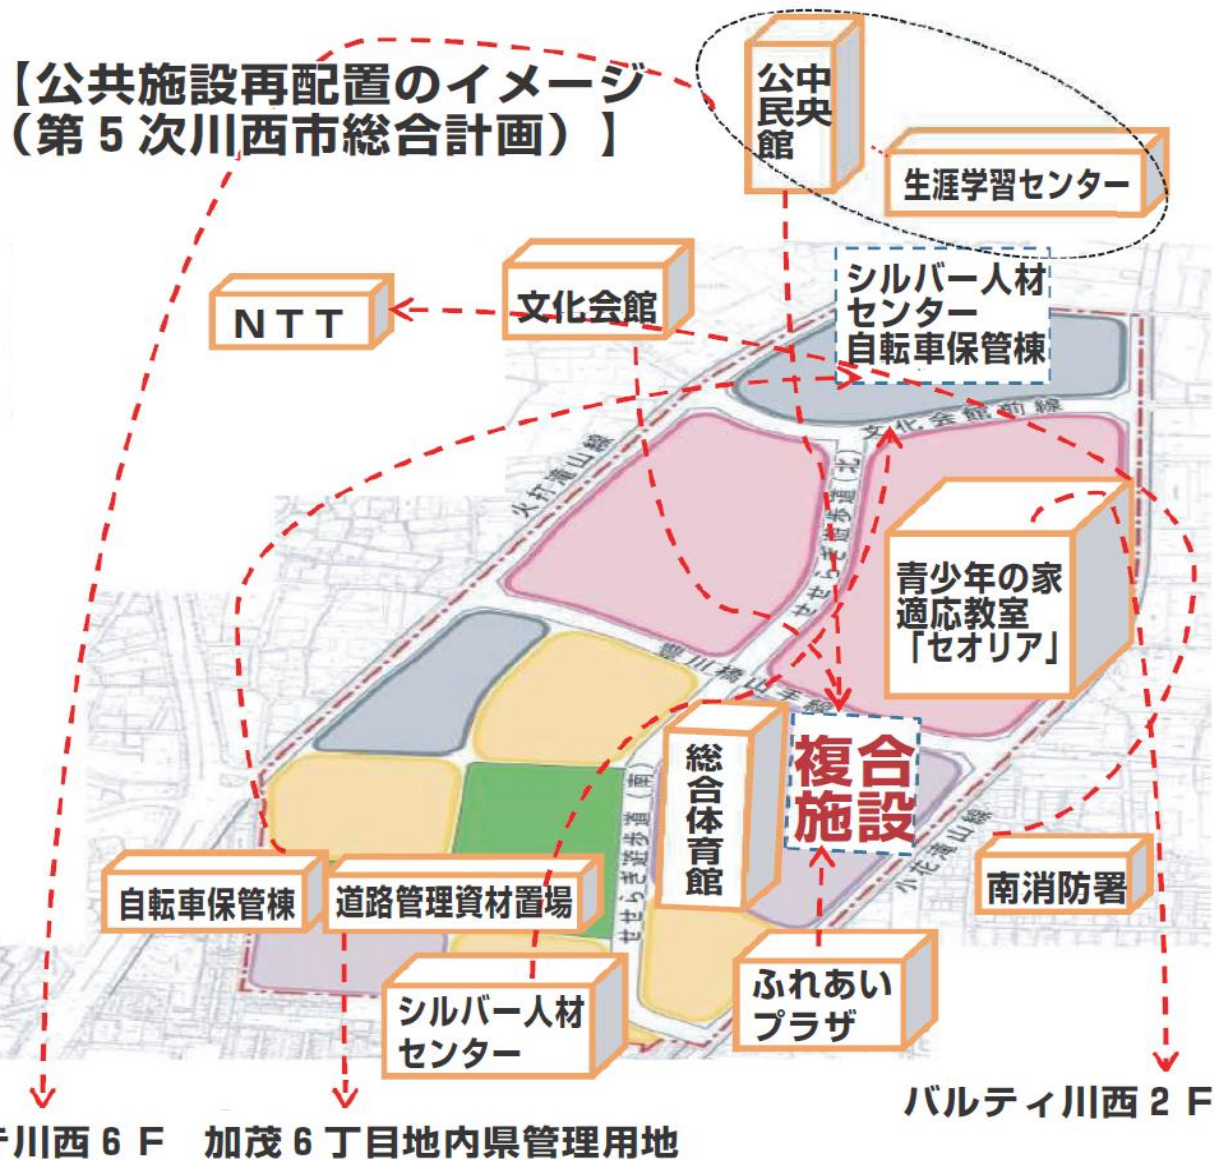 【公共施設再配置のイメージ
（第5次川西市総合計画）】
中央
公民館
生涯学習センター
シルバー人材
センター
自転車保管棟
NTT
文化会館
文化会館前線
火打滝山線
せせらぎ遊歩道(北)
青少年の家
適応教室
「セオリア」
豊川橋山手線
総合体育館
複合
施設
せせらぎ遊歩道(南)
小花滝山線
南消防署
自転車保管棟
道路管理資材置場
シルバー人材
センター
ふれあい
プラザ
バルティ川西2F
川西6F
加茂6丁目地内県管理用地